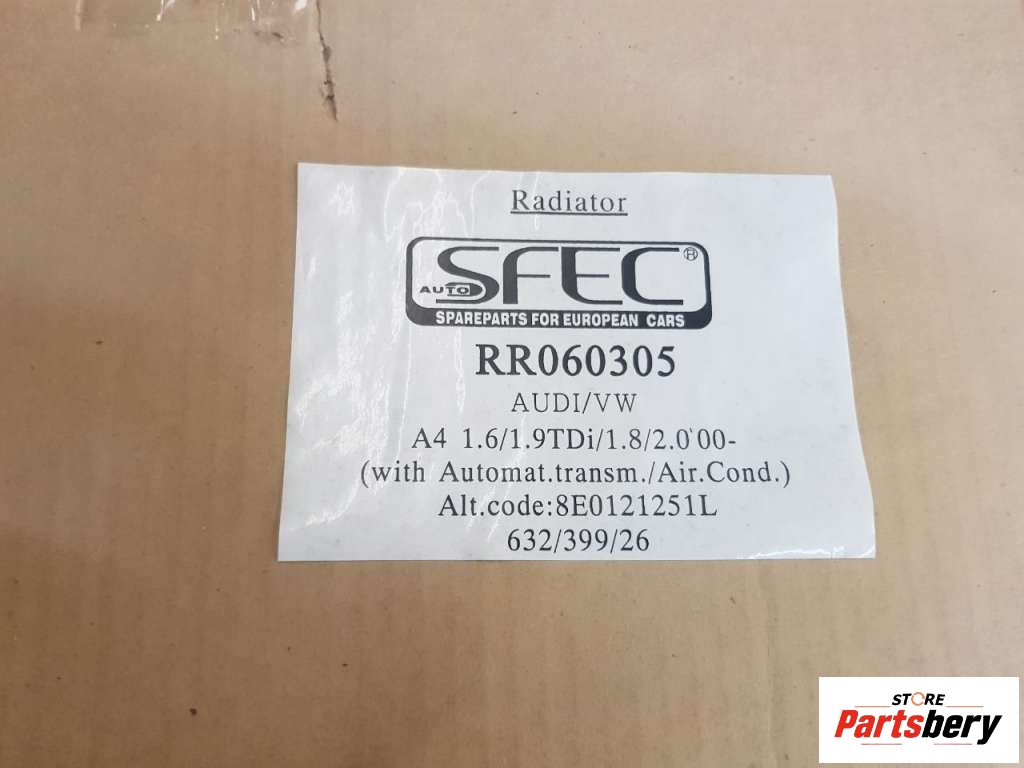 Radiator
AUTO SFEC ®
SPAREPARTS FOR EUROPEAN CARS
RR060305
AUDI/VW
A4 1.6/1.9TDi/1.8/2.0'00-
(with Automat.transm./Air.Cond.)
Alt.code:8E0121251L
632/399/26
STORE
Partsbery